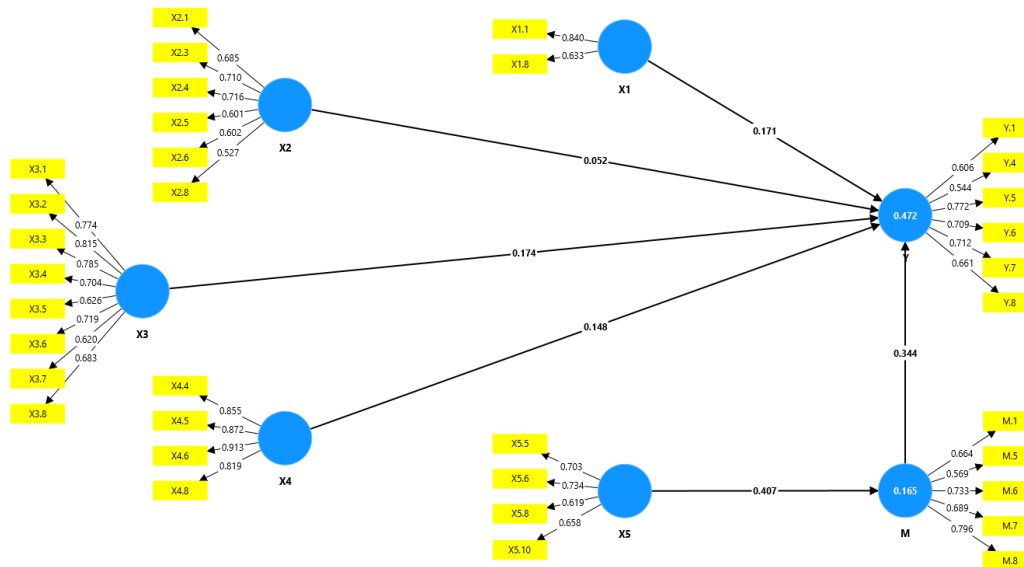 X2.1
X2.3
X2.4
X2.5
X2.6
X2.8
0.685
0.710
0.716
0.601
0.602
0.527
X2
X1.1
X1.8
0.840
0.633
X1
0.171
0.052
X3.1
X3.2
X3.3
X3.4
X3.5
X3.6
X3.7
X3.8
0.774
0.815
0.785
0.704
0.626
0.719
0.620
0.683
X3
0.174
0.148
0.472
Y
Y.1
Y.4
Y.5
Y.6
Y.7
Y.8
0.606
0.544
0.772
0.709
0.712
0.661
0.344
X4.4
X4.5
X4.6
X4.8
0.855
0.872
0.913
0.819
X4
X5.5
X5.6
X5.8
X5.10
0.703
0.734
0.619
0.658
X5
0.407
0.165
M
M.1
M.5
M.6
M.7
M.8
0.664
0.569
0.733
0.689
0.796